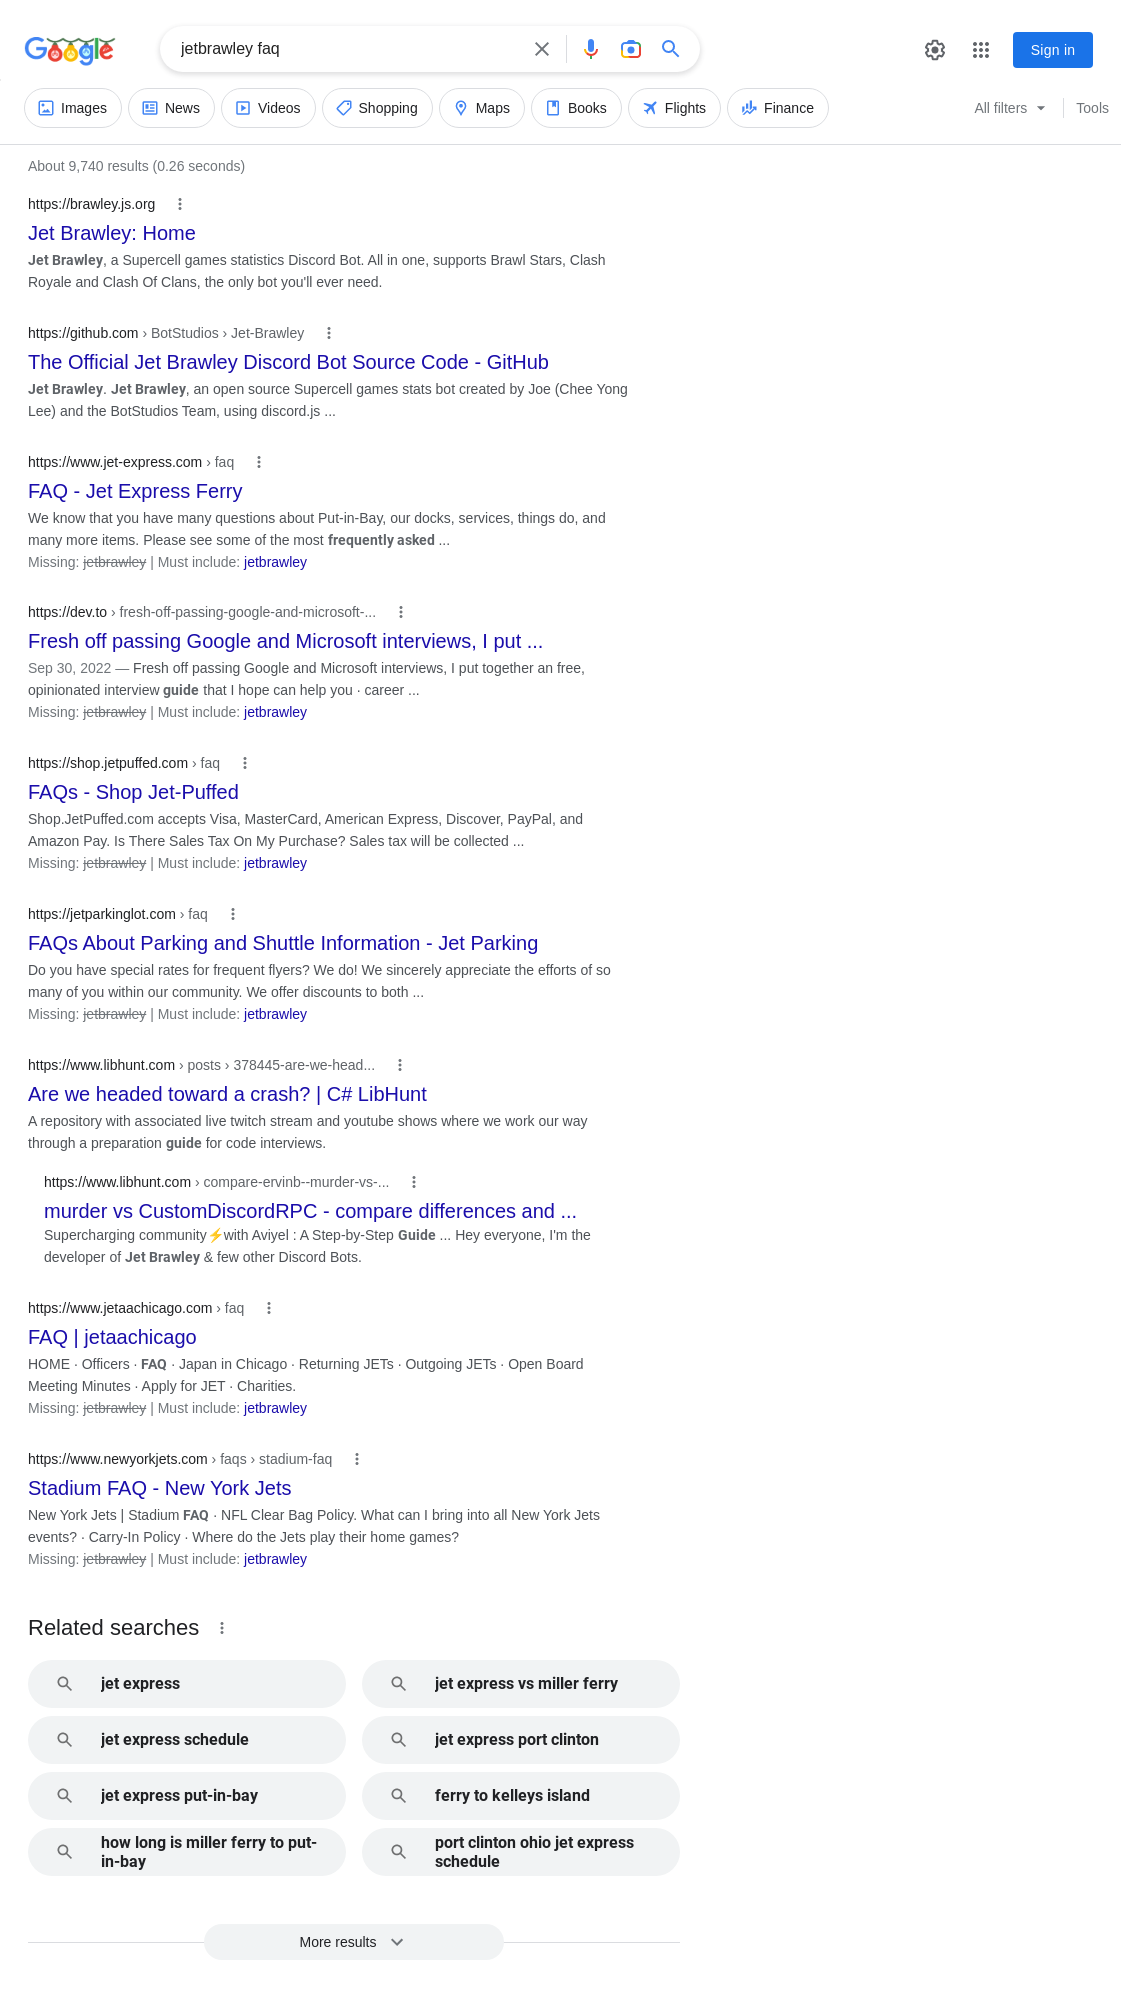 Google
jetbrawley faq
Sign in
Images
News
Videos
Shopping
Maps
Books
Flights
Finance
All filters
Tools
About 9,740 results (0.26 seconds)
https://brawley.js.org
Jet Brawley: Home
Jet Brawley, a Supercell games statistics Discord Bot. All in one, supports Brawl Stars, Clash
Royale and Clash Of Clans, the only bot you'll ever need.
https://github.com › BotStudios › Jet-Brawley
The Official Jet Brawley Discord Bot Source Code - GitHub
Jet Brawley. Jet Brawley, an open source Supercell games stats bot created by Joe (Chee Yong
Lee) and the BotStudios Team, using discord.js ...
https://www.jet-express.com › faq
FAQ - Jet Express Ferry
We know that you have many questions about Put-in-Bay, our docks, services, things do, and
many more items. Please see some of the most frequently asked ...
Missing: jetbrawley | Must include: jetbrawley
https://dev.to › fresh-off-passing-google-and-microsoft-...
Fresh off passing Google and Microsoft interviews, I put ...
Sep 30, 2022 — Fresh off passing Google and Microsoft interviews, I put together an free,
opinionated interview guide that I hope can help you · career ...
Missing: jetbrawley | Must include: jetbrawley
https://shop.jetpuffed.com › faq
FAQs - Shop Jet-Puffed
Shop.JetPuffed.com accepts Visa, MasterCard, American Express, Discover, PayPal, and
Amazon Pay. Is There Sales Tax On My Purchase? Sales tax will be collected ...
Missing: jetbrawley | Must include: jetbrawley
https://jetparkinglot.com › faq
FAQs About Parking and Shuttle Information - Jet Parking
Do you have special rates for frequent flyers? We do! We sincerely appreciate the efforts of so
many of you within our community. We offer discounts to both ...
Missing: jetbrawley | Must include: jetbrawley
https://www.libhunt.com › posts › 378445-are-we-head...
Are we headed toward a crash? | C# LibHunt
A repository with associated live twitch stream and youtube shows where we work our way
through a preparation guide for code interviews.
https://www.libhunt.com › compare-ervinb--murder-vs-...
murder vs CustomDiscordRPC - compare differences and ...
Supercharging community⚡with Aviyel : A Step-by-Step Guide ... Hey everyone, I'm the
developer of Jet Brawley & few other Discord Bots.
https://www.jetaachicago.com › faq
FAQ | jetaachicago
HOME · Officers · FAQ · Japan in Chicago · Returning JETs · Outgoing JETs · Open Board
Meeting Minutes · Apply for JET · Charities.
Missing: jetbrawley | Must include: jetbrawley
https://www.newyorkjets.com › faqs › stadium-faq
Stadium FAQ - New York Jets
New York Jets | Stadium FAQ · NFL Clear Bag Policy. What can I bring into all New York Jets
events? · Carry-In Policy · Where do the Jets play their home games?
Missing: jetbrawley | Must include: jetbrawley
Related searches
jet express
jet express vs miller ferry
jet express schedule
jet express port clinton
jet express put-in-bay
ferry to kelleys island
how long is miller ferry to put-
in-bay
port clinton ohio jet express
schedule
More results